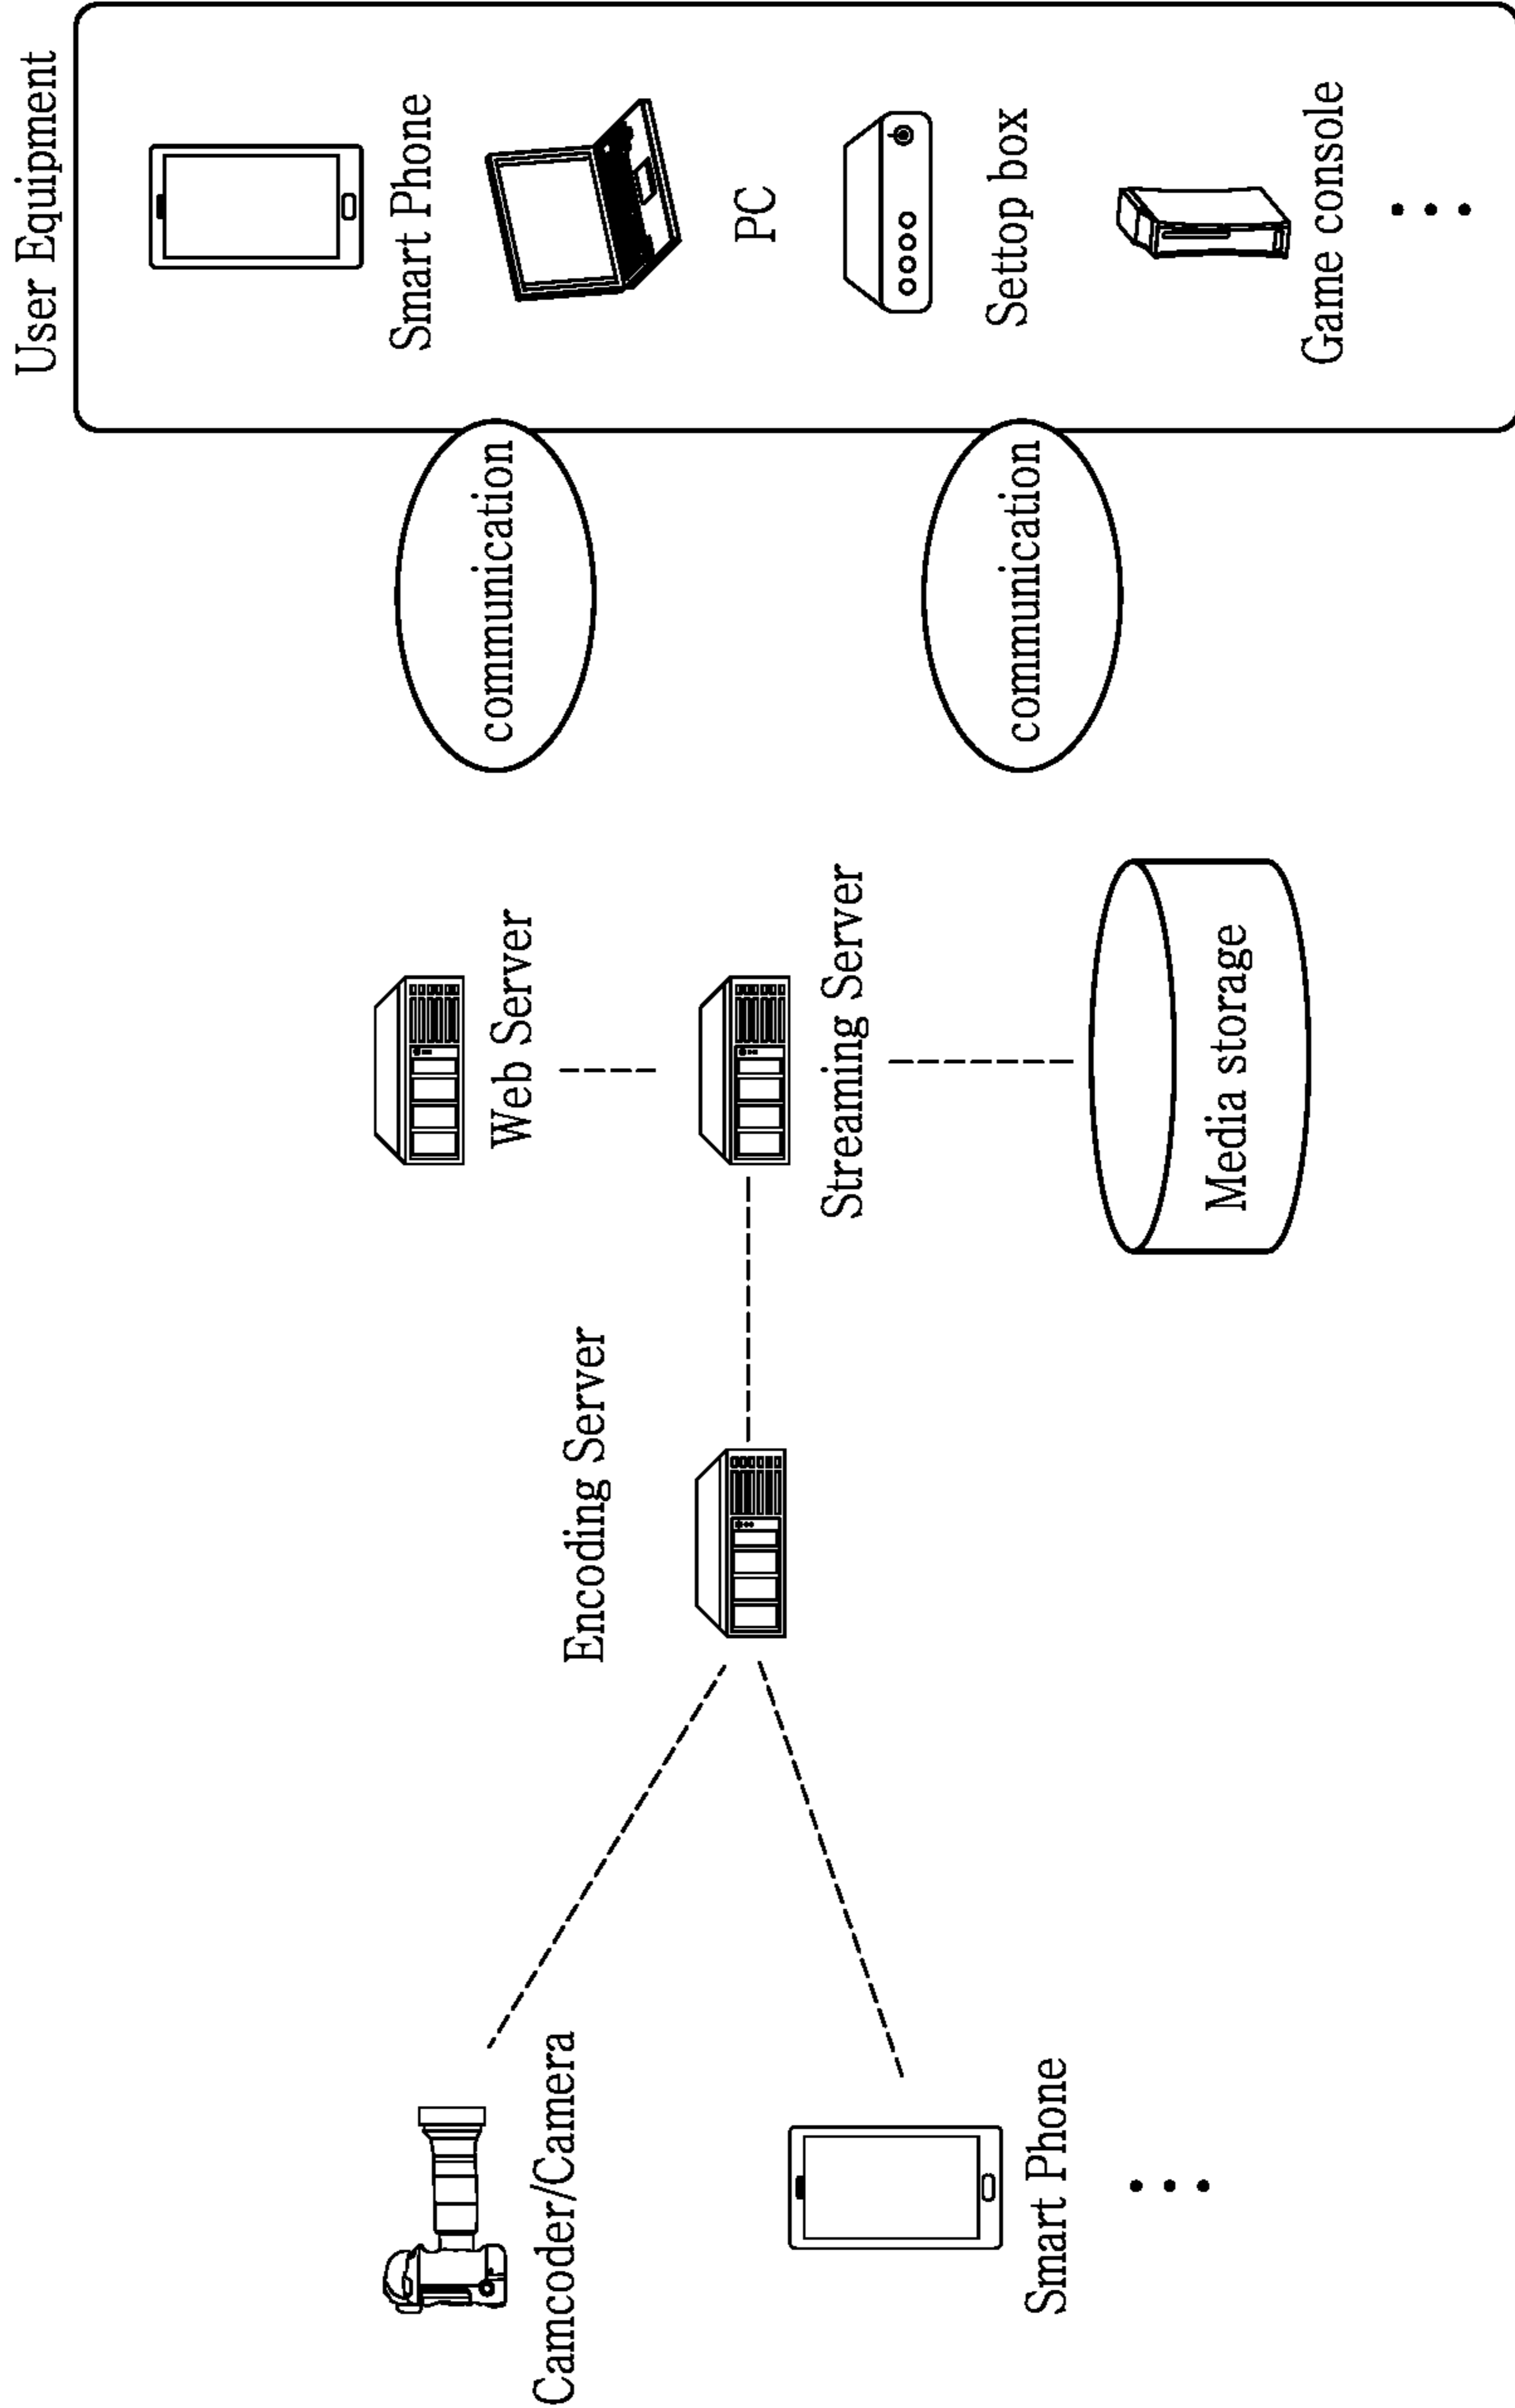 Camcoder/Camera
Smart Phone
Encoding Server
Web Server
Streaming Server
Media storage
communication
communication
User Equipment
Smart Phone
PC
Settop box
Game console